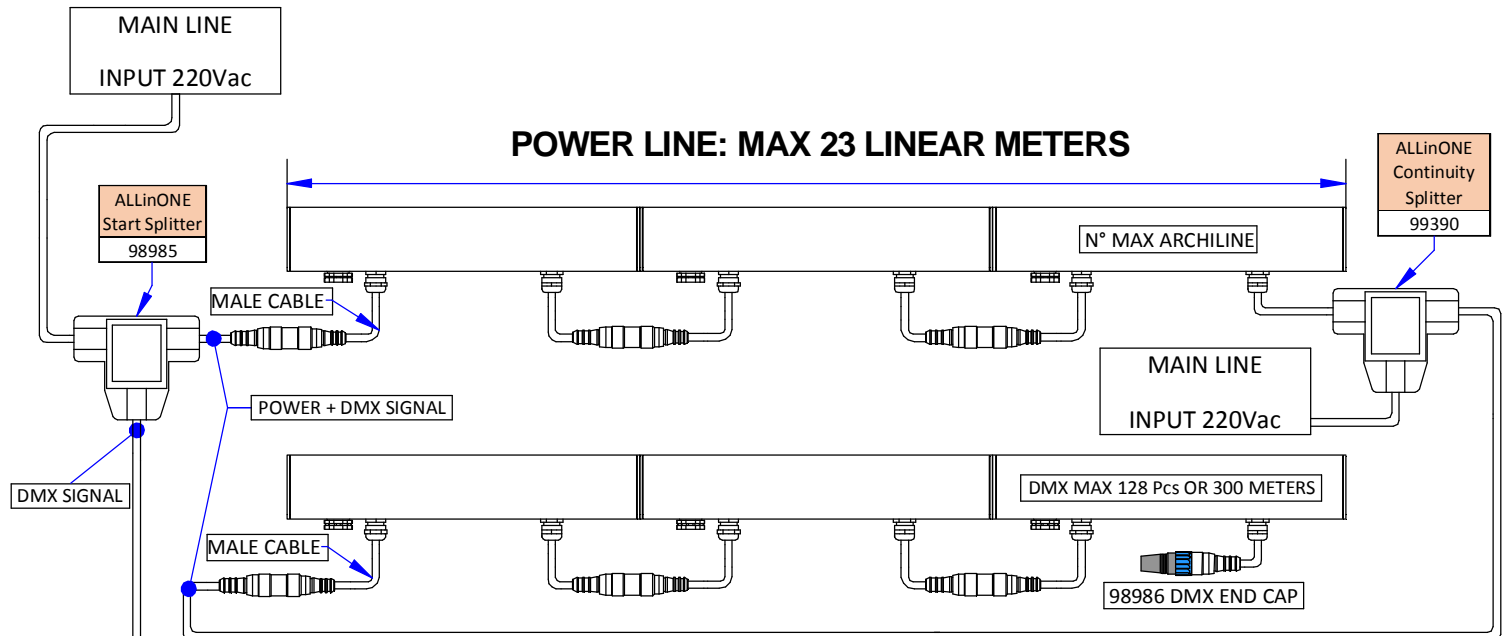 MAIN LINE
INPUT 220Vac
POWER LINE: MAX 23 LINEAR METERS
ALLinONE
Start Splitter
98985
ALLinONE
Continuity
Splitter
99390
N° MAX ARCHILINE
MALE CABLE
MAIN LINE
INPUT 220Vac
POWER + DMX SIGNAL
DMX SIGNAL
DMX MAX 128 Pcs OR 300 METERS
MALE CABLE
98986 DMX END CAP